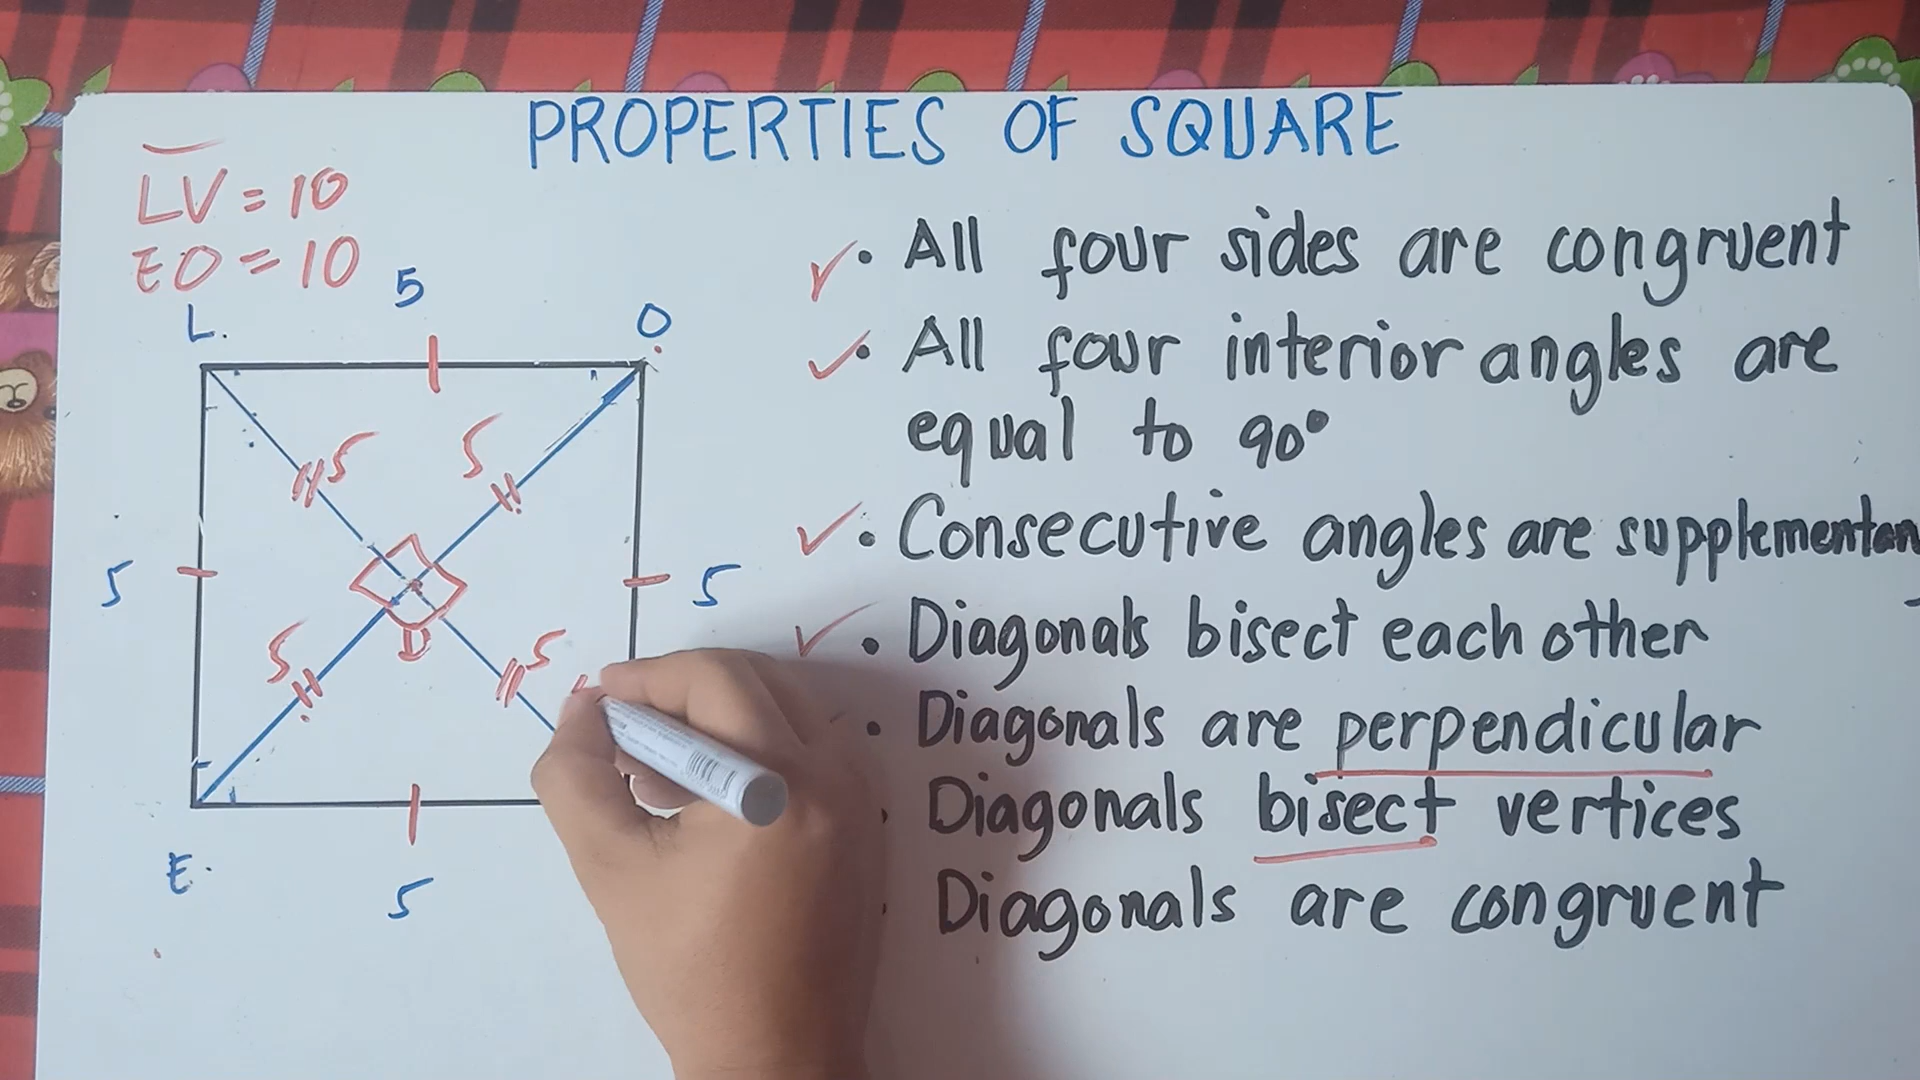 PROPERTIES OF SQUARE
LV = 10
EO = 10
5
L.
O
5
5
5
5
5
5
D
E.
5
• All four sides are congruent
• All four interior angles are
equal to 90°
• Consecutive angles are supplementary
• Diagonals bisect each other
• Diagonals are perpendicular
• Diagonals bisect vertices
• Diagonals are congruent